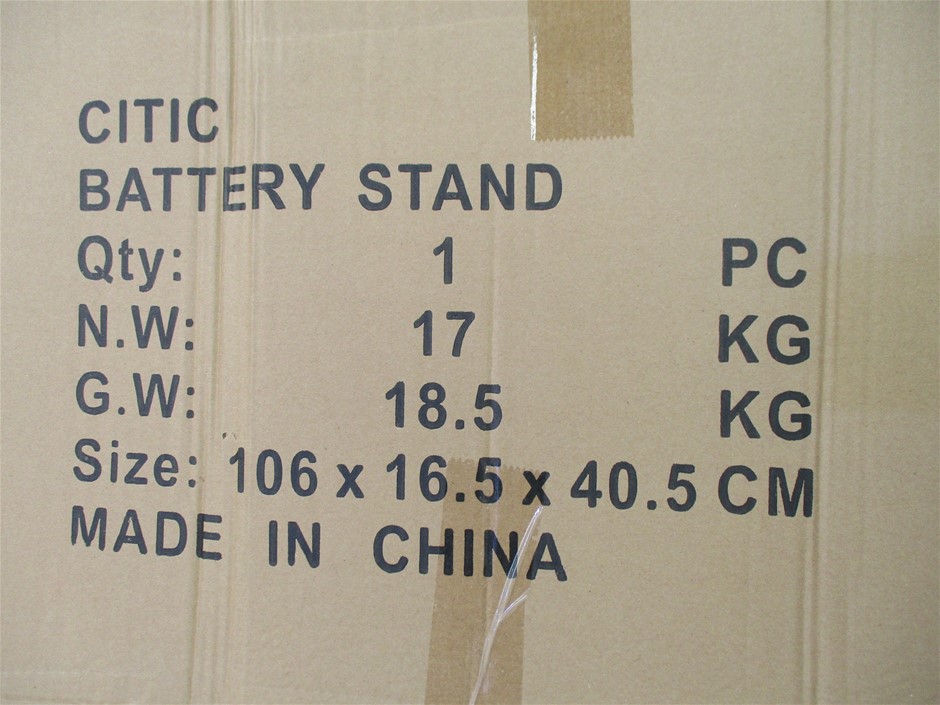 CITIC
BATTERY STAND
Qty: 1 PC
N.W: 17 KG
G.W: 18.5 KG
Size: 106 x 16.5 x 40.5 CM
MADE IN CHINA